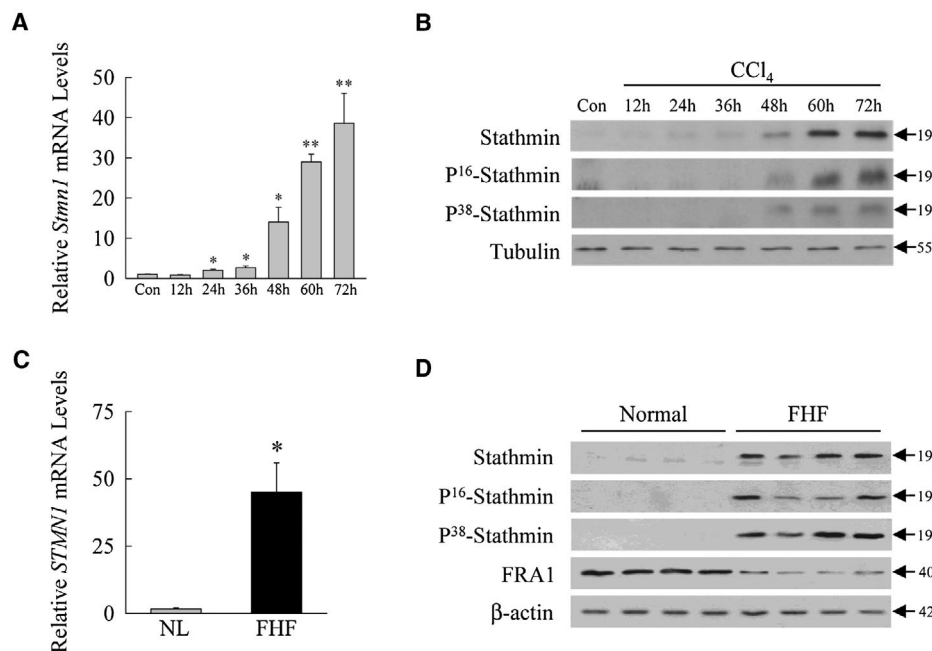 A
Relative Stmn1 mRNA Levels
50
40
30
20
10
0
* * * ** **
Con 12h 24h 36h 48h 60h 72h
B
CCl4
Con 12h 24h 36h 48h 60h 72h
Stathmin 19
P16-Stathmin 19
P38-Stathmin 19
Tubulin 55
C
Relative STMN1 mRNA Levels
75
50
25
0
*
NL FHF
D
Normal FHF
Stathmin 19
P16-Stathmin 19
P38-Stathmin 19
FRA1 40
β-actin 42